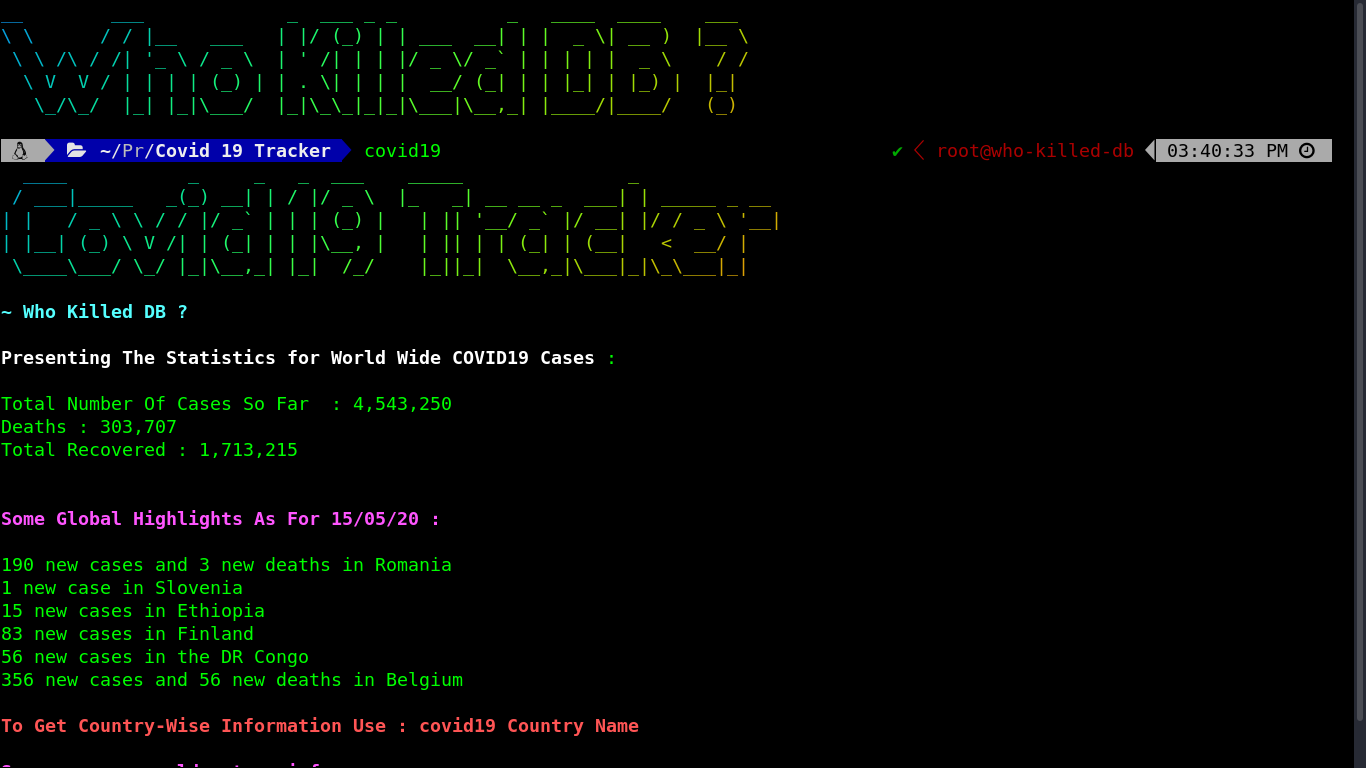 Who Killed DB ?
~/Pr/Covid 19 Tracker covid19 ✔ root@who-killed-db 03:40:33 PM
Covid19 Tracker
~ Who Killed DB ?
Presenting The Statistics for World Wide COVID19 Cases :
Total Number Of Cases So Far : 4,543,250
Deaths : 303,707
Total Recovered : 1,713,215
Some Global Highlights As For 15/05/20 :
190 new cases and 3 new deaths in Romania
1 new case in Slovenia
15 new cases in Ethiopia
83 new cases in Finland
56 new cases in the DR Congo
356 new cases and 56 new deaths in Belgium
To Get Country-Wise Information Use : covid19 Country Name